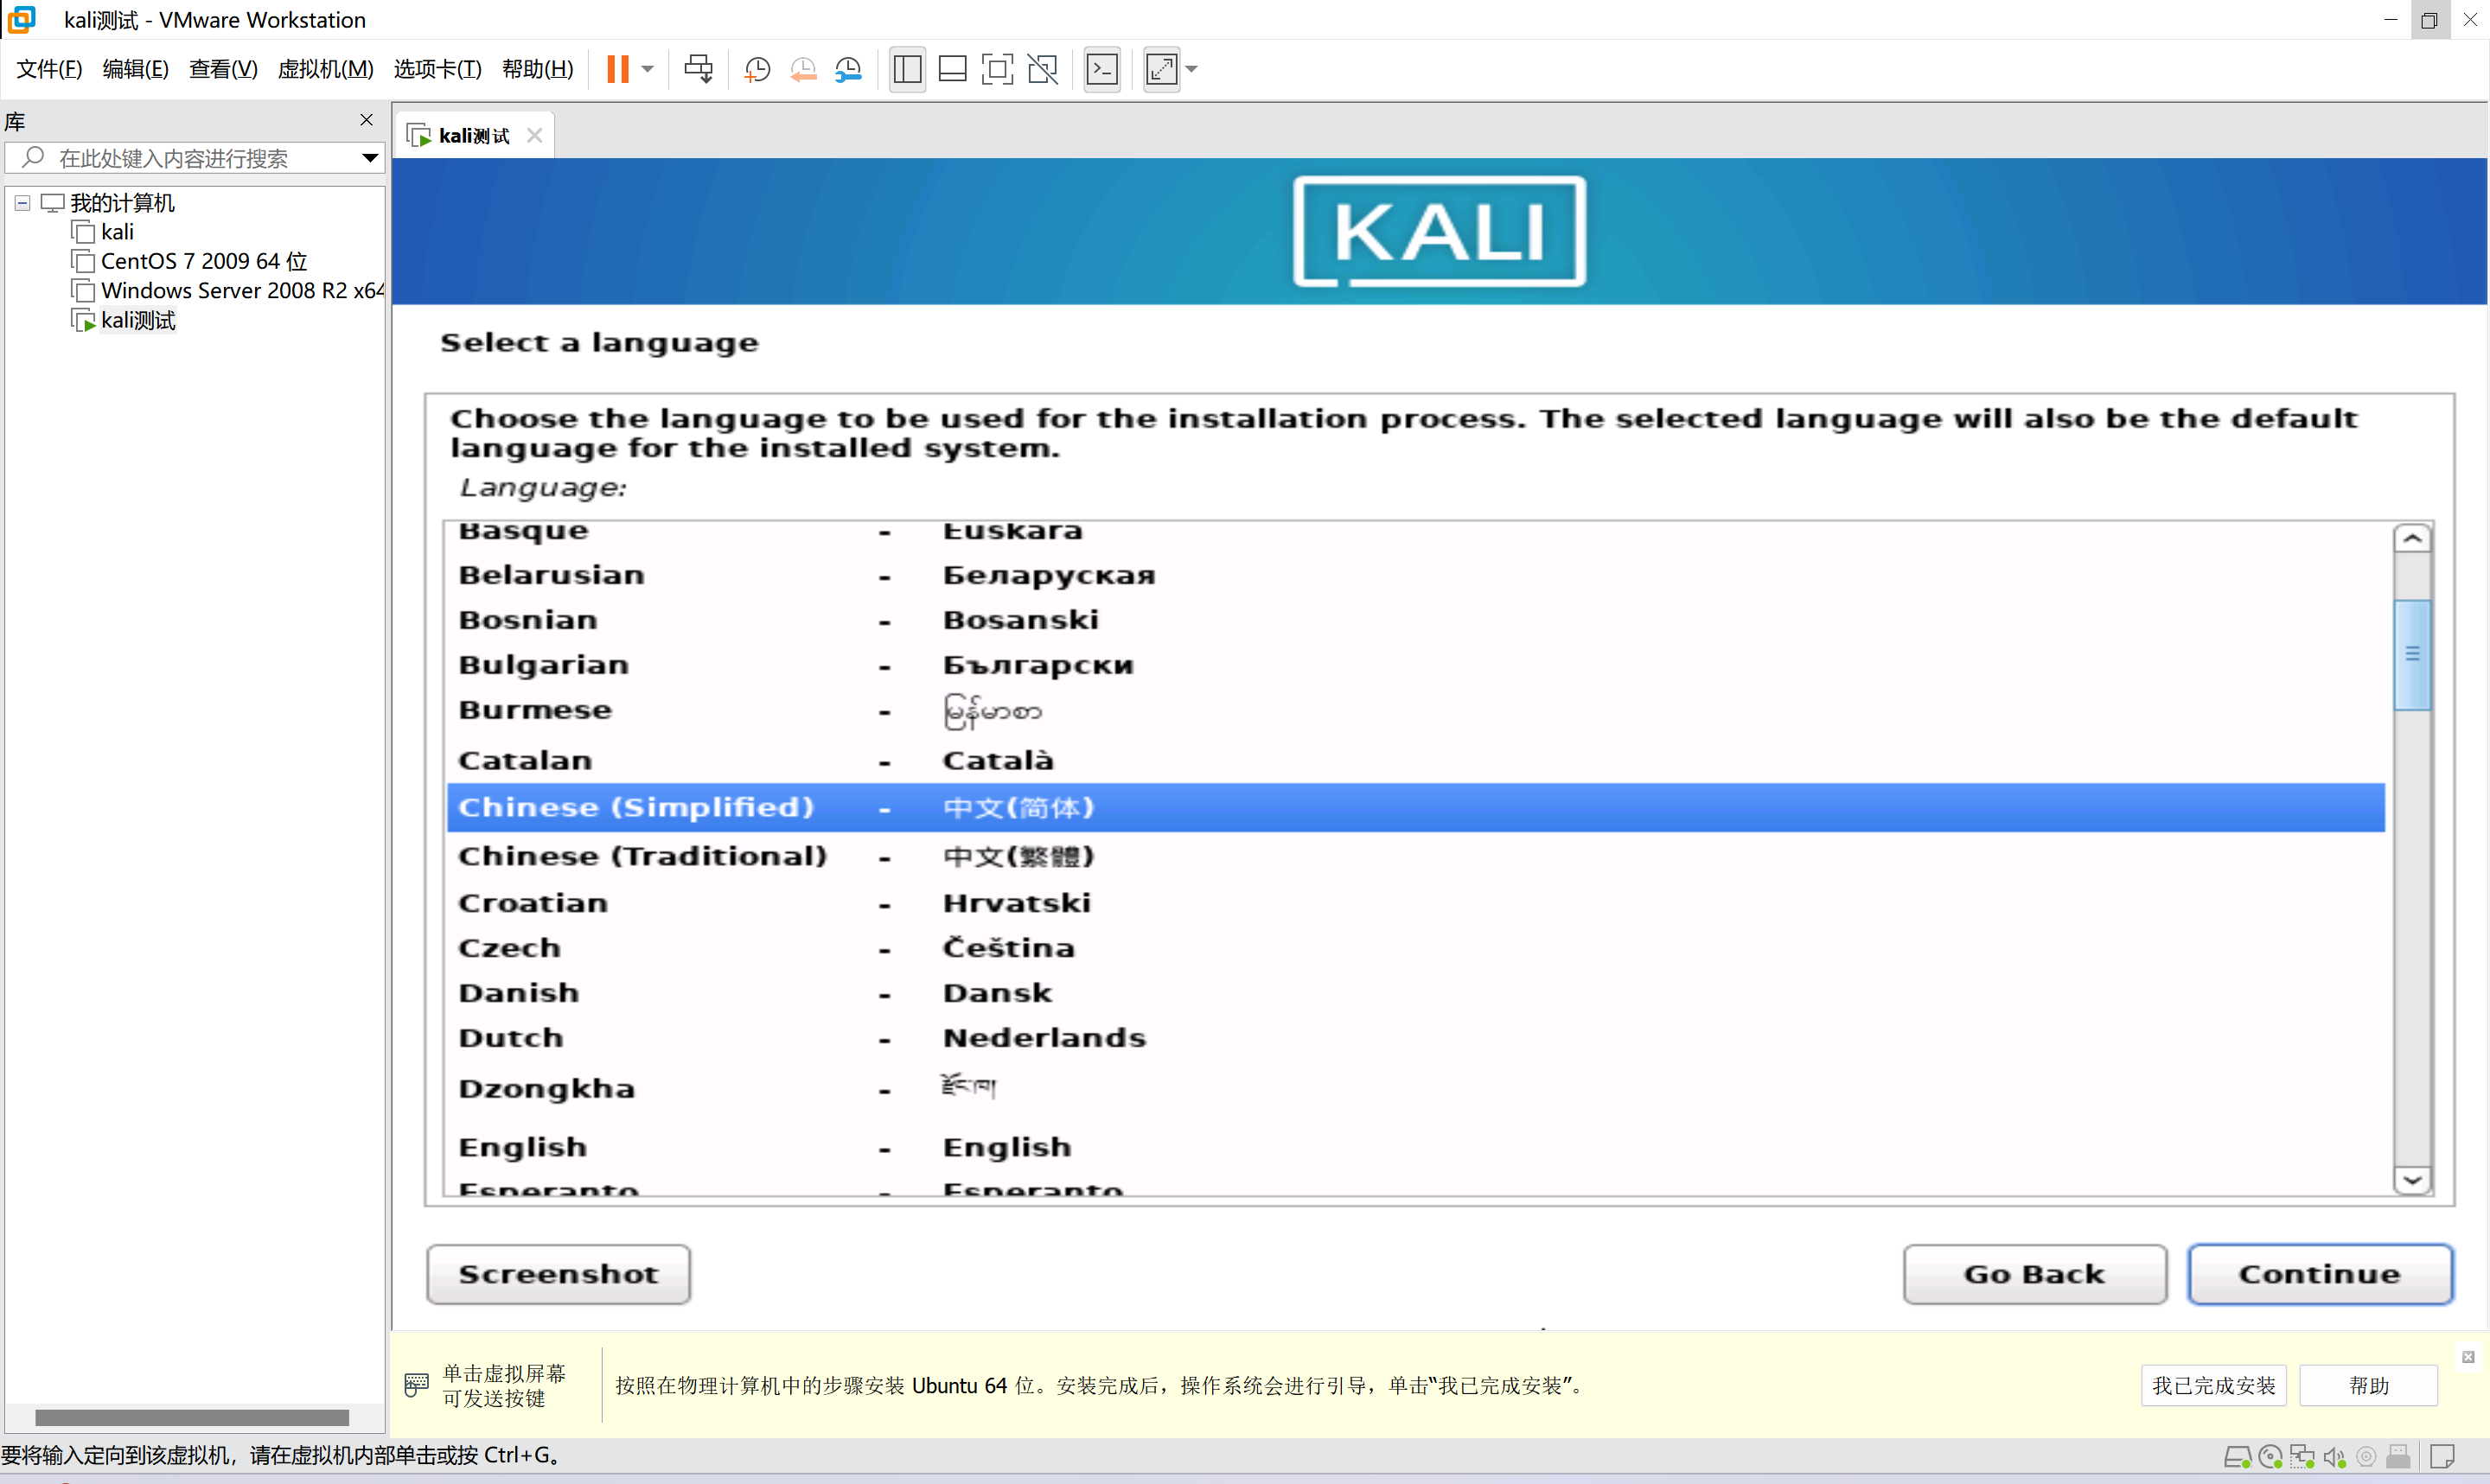 kali测试 - VMware Workstation
文件(F) 编辑(E) 查看(V) 虚拟机(M) 选项卡(T) 帮助(H)
库
在此处键入内容进行搜索
我的计算机
kali
CentOS 7 2009 64 位
Windows Server 2008 R2 x64
kali测试
kali测试
KALI
Select a language
Choose the language to be used for the installation process. The selected language will also be the default
language for the installed system.
Language:
Basque - Euskara
Belarusian - Беларуская
Bosnian - Bosanski
Bulgarian - Български
Burmese - မြန်မာစာ
Catalan - Català
Chinese (Simplified) - 中文(简体)
Chinese (Traditional) - 中文(繁體)
Croatian - Hrvatski
Czech - Čeština
Danish - Dansk
Dutch - Nederlands
Dzongkha - རྫོང་ཁ།
English - English
Esperanto - Esperanto
Screenshot Go Back Continue
单击虚拟屏幕
可发送按键
按照在物理计算机中的步骤安装 Ubuntu 64 位。安装完成后，操作系统会进行引导，单击“我已完成安装”。
我已完成安装 帮助
要将输入定向到该虚拟机，请在虚拟机内部单击或按 Ctrl+G。